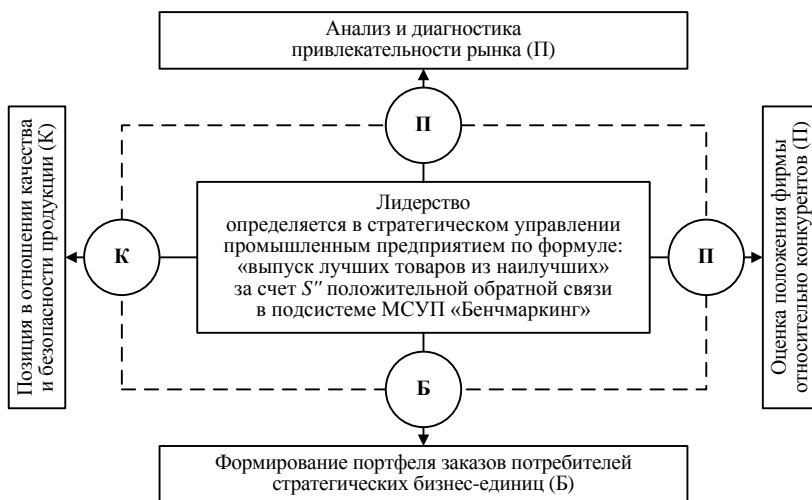 Анализ и диагностика
привлекательности рынка (П)
П
Позиция в отношении качества
и безопасности продукции (К)
К
Лидерство
определяется в стратегическом управлении
промышленным предприятием по формуле:
«выпуск лучших товаров из наилучших»
за счет S" положительной обратной связи
в подсистеме МСУП «Бенчмаркинг»
П
Оценка положения фирмы
относительно конкурентов (П)
Б
Формирование портфеля заказов потребителей
стратегических бизнес-единиц (Б)